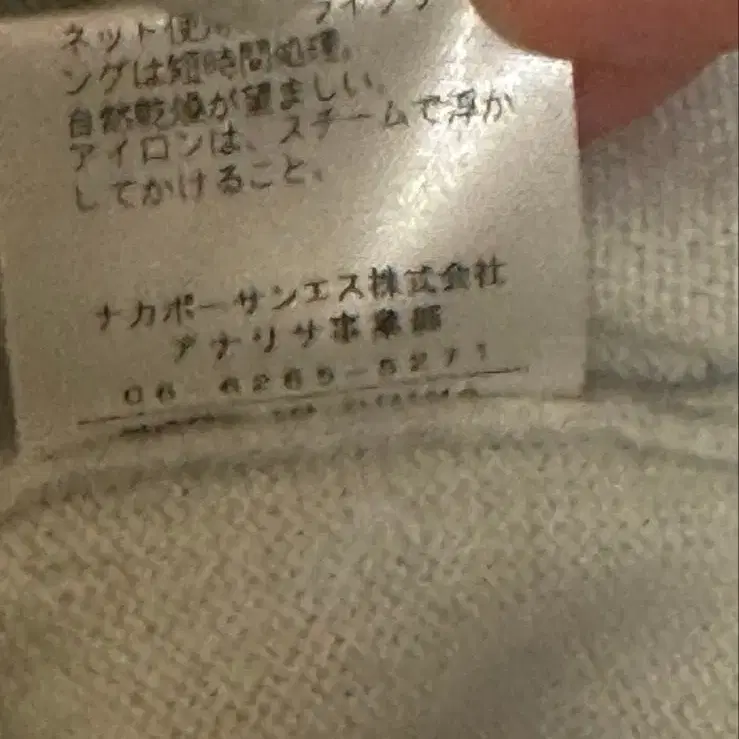 ネット使
ングは短時間処理。
自然乾燥が望ましい。
アイロンは、スチームで浮か
してかけること。
ナカボーサンエス株式会社
アナリサ事業部
06 6265-5271